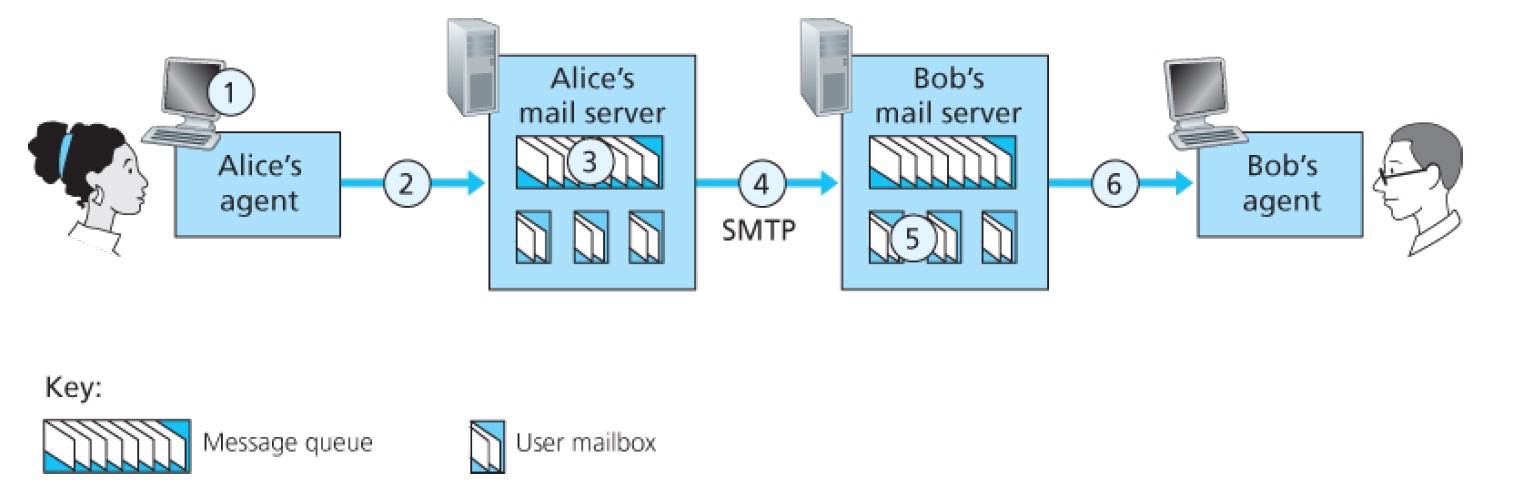 1
Alice's
agent
2
Alice's
mail server
3
4
SMTP
Bob's
mail server
5
6
Bob's
agent
Key:
Message queue
User mailbox